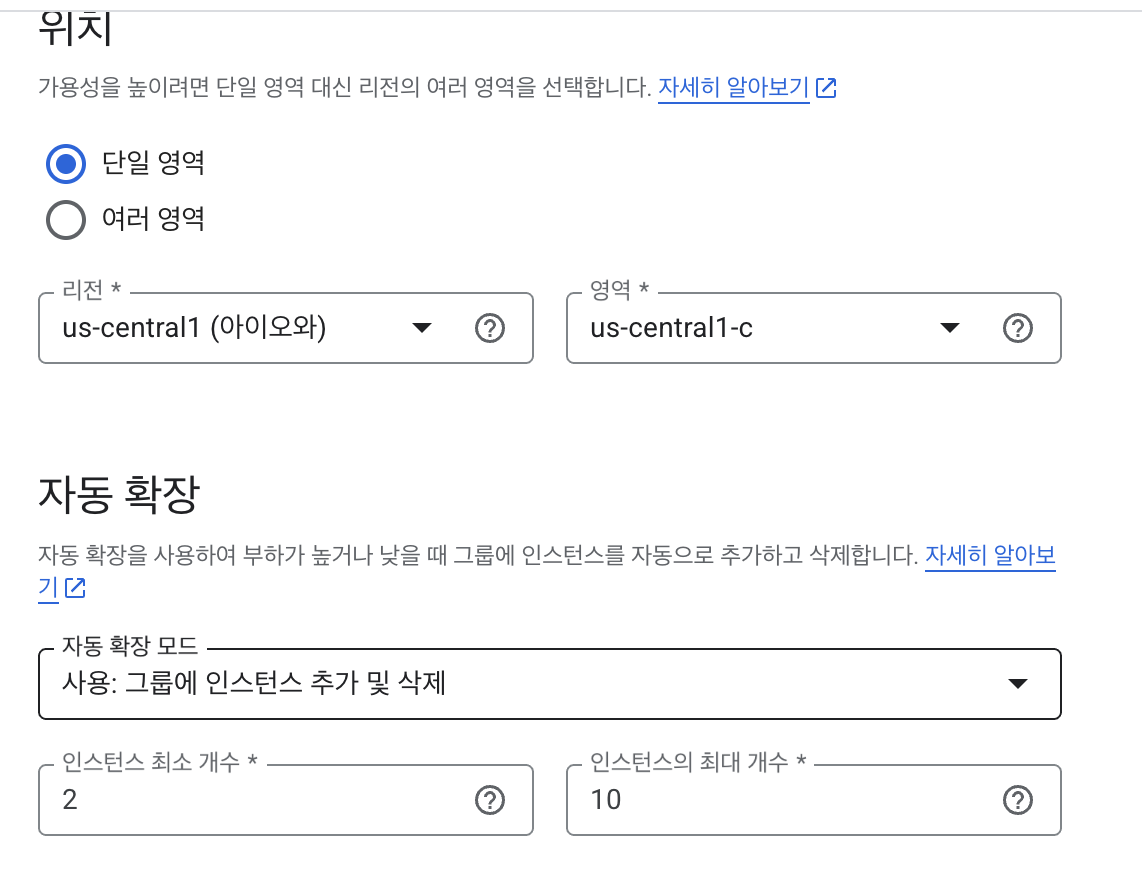 위치
가용성을 높이려면 단일 영역 대신 리전의 여러 영역을 선택합니다. 자세히 알아보기
단일 영역
여러 영역
리전 *
us-central1 (아이오와)
영역 *
us-central1-c
자동 확장
자동 확장을 사용하여 부하가 높거나 낮을 때 그룹에 인스턴스를 자동으로 추가하고 삭제합니다. 자세히 알아보
기
자동 확장 모드
사용: 그룹에 인스턴스 추가 및 삭제
인스턴스 최소 개수 *
2
인스턴스의 최대 개수 *
10